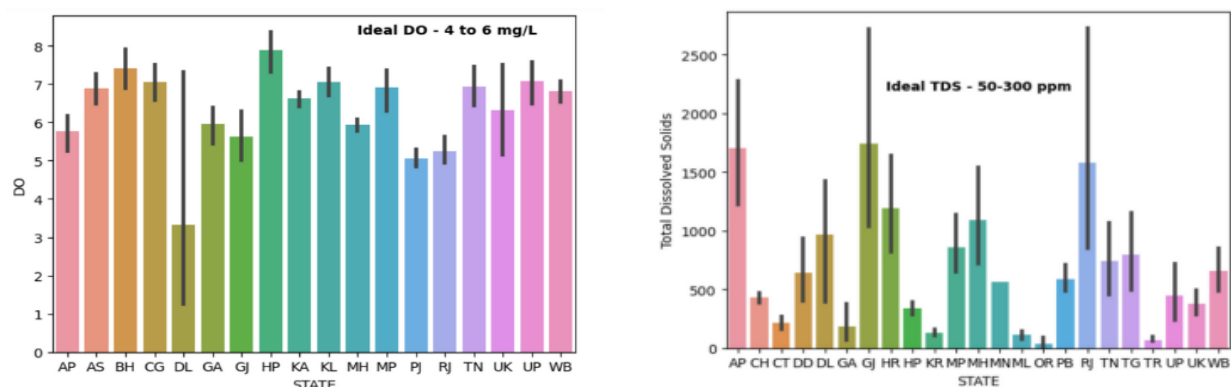 Ideal DO - 4 to 6 mg/L
8
7
6
5
4
3
2
1
0
DO
AP AS BH CG DL GA GJ HP KA KL MH MP PJ RJ TN UK UP WB
STATE
Ideal TDS - 50-300 ppm
2500
2000
1500
1000
500
0
Total Dissolved Solids
AP CH CT DD DL GA GJ HR HP KR MP MH MN ML OR PB RJ TN TG TR UP UK WB
STATE